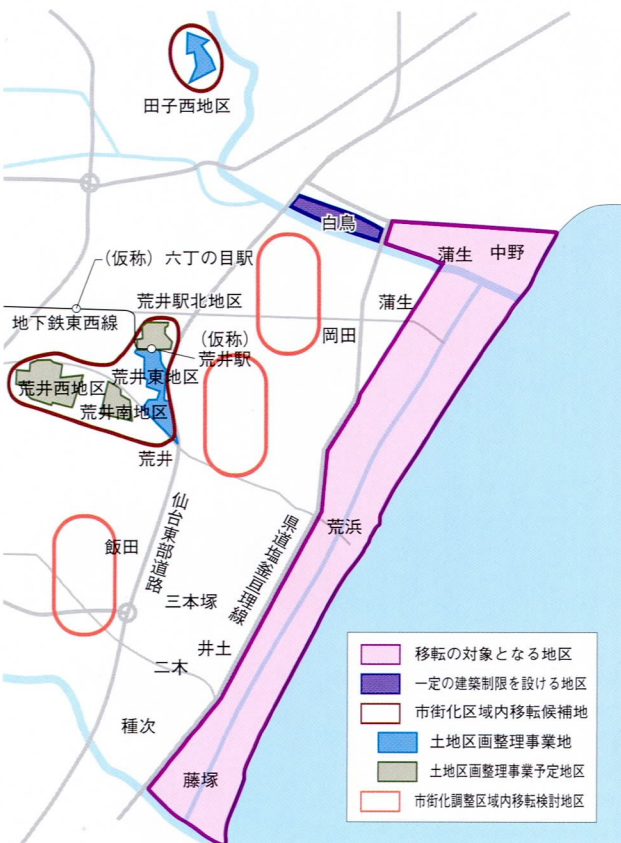 田子西地区
白鳥
蒲生
中野
(仮称) 六丁の目駅
荒井駅北地区
蒲生
地下鉄東西線
(仮称)
荒井駅
岡田
荒井東地区
荒井西地区
荒井南地区
荒井
仙台東部道路
県道塩釜亘理線
荒浜
飯田
三本塚
井土
二木
種次
藤塚
移転の対象となる地区
一定の建築制限を設ける地区
市街化区域内移転候補地
土地区画整理事業地
土地区画整理事業予定地区
市街化調整区域内移転検討地区